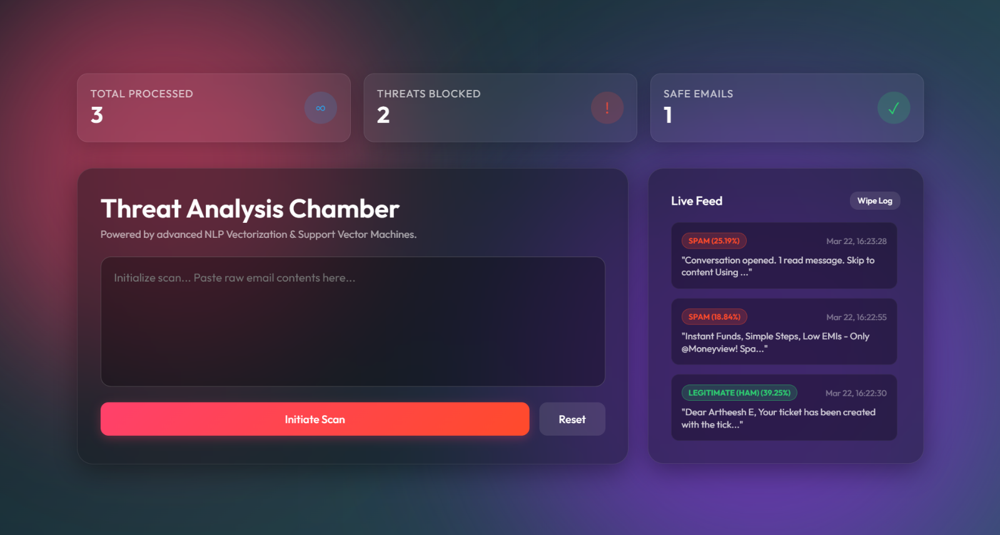 TOTAL PROCESSED
3
∞
THREATS BLOCKED
2
!
SAFE EMAILS
1
✓
Threat Analysis Chamber
Powered by advanced NLP Vectorization & Support Vector Machines.
Initialize scan... Paste raw email contents here...
Initiate Scan
Reset
Live Feed
Wipe Log
SPAM (25.19%)
Mar 22, 16:23:28
"Conversation opened. 1 read message. Skip to
content Using ..."
SPAM (18.84%)
Mar 22, 16:22:55
"Instant Funds, Simple Steps, Low EMIs - Only
@Moneyview! Spa..."
LEGITIMATE (HAM) (39.25%)
Mar 22, 16:22:30
"Dear Artheesh E, Your ticket has been created
with the tick..."